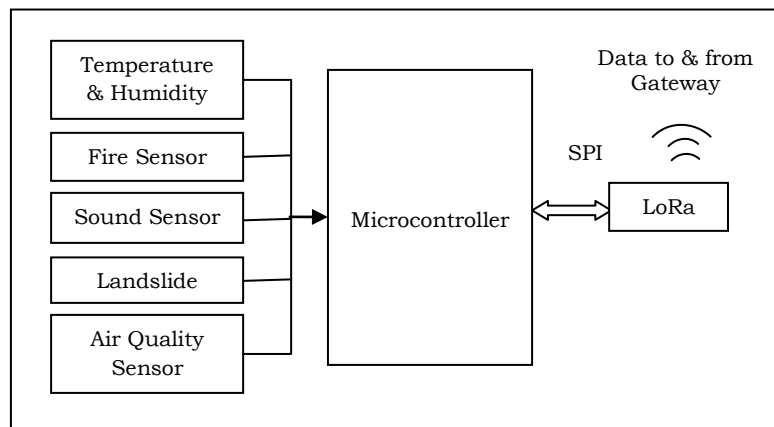 Temperature
& Humidity
Fire Sensor
Sound Sensor
Landslide
Air Quality
Sensor
Microcontroller
Data to & from
Gateway
SPI
LoRa